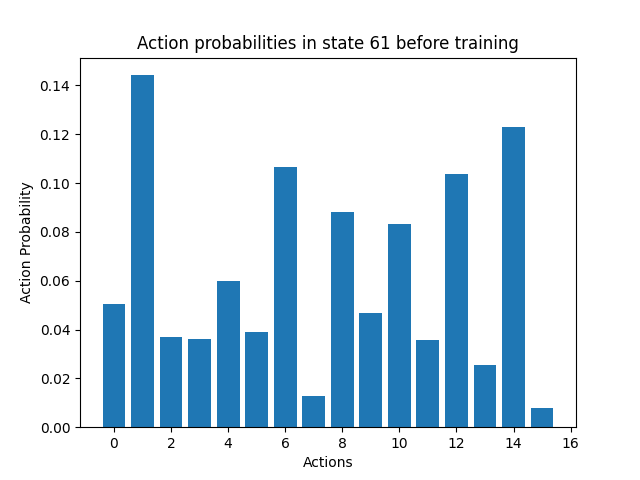 Action probabilities in state 61 before training
0.14
0.12
0.10
0.08
0.06
0.04
0.02
0.00
Action Probability
0 2 4 6 8 10 12 14 16
Actions